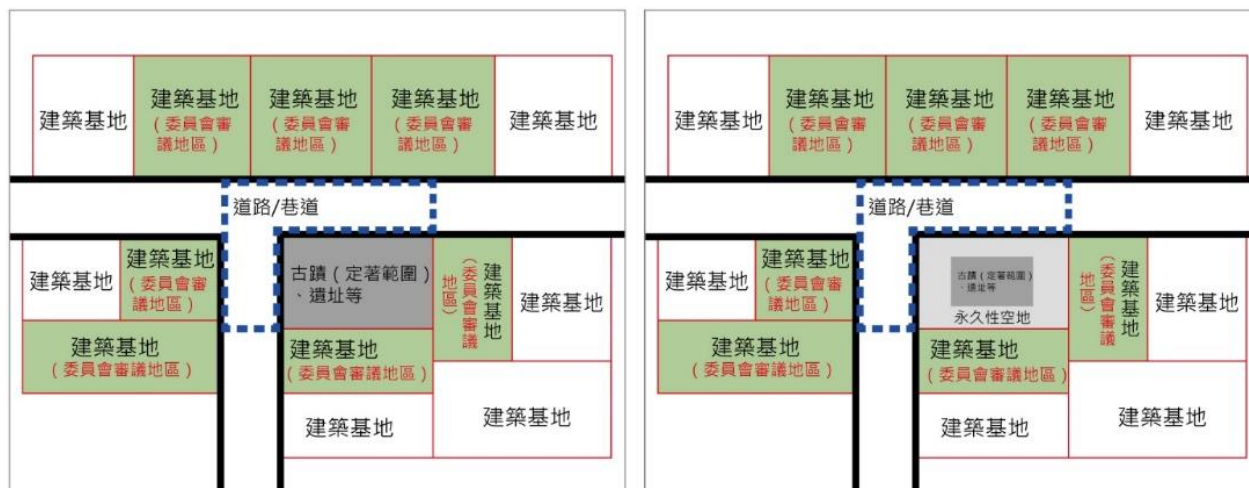 建築基地
建築基地
（委員會審
議地區）
建築基地
（委員會審
議地區）
建築基地
（委員會審
議地區）
建築基地
道路/巷道
建築基地
建築基地
（委員會審
議地區）
古蹟（定著範圍）
、遺址等
建築基地
（委員會審議
地區）
建築基地
建築基地
（委員會審議地區）
建築基地
（委員會審議地區）
建築基地
建築基地
建築基地
建築基地
（委員會審
議地區）
建築基地
（委員會審
議地區）
建築基地
（委員會審
議地區）
建築基地
道路/巷道
建築基地
建築基地
（委員會審
議地區）
古蹟（定著範圍）
、遺址等
永久性空地
建築基地
（委員會審議
地區）
建築基地
建築基地
（委員會審議地區）
建築基地
（委員會審議地區）
建築基地
建築基地